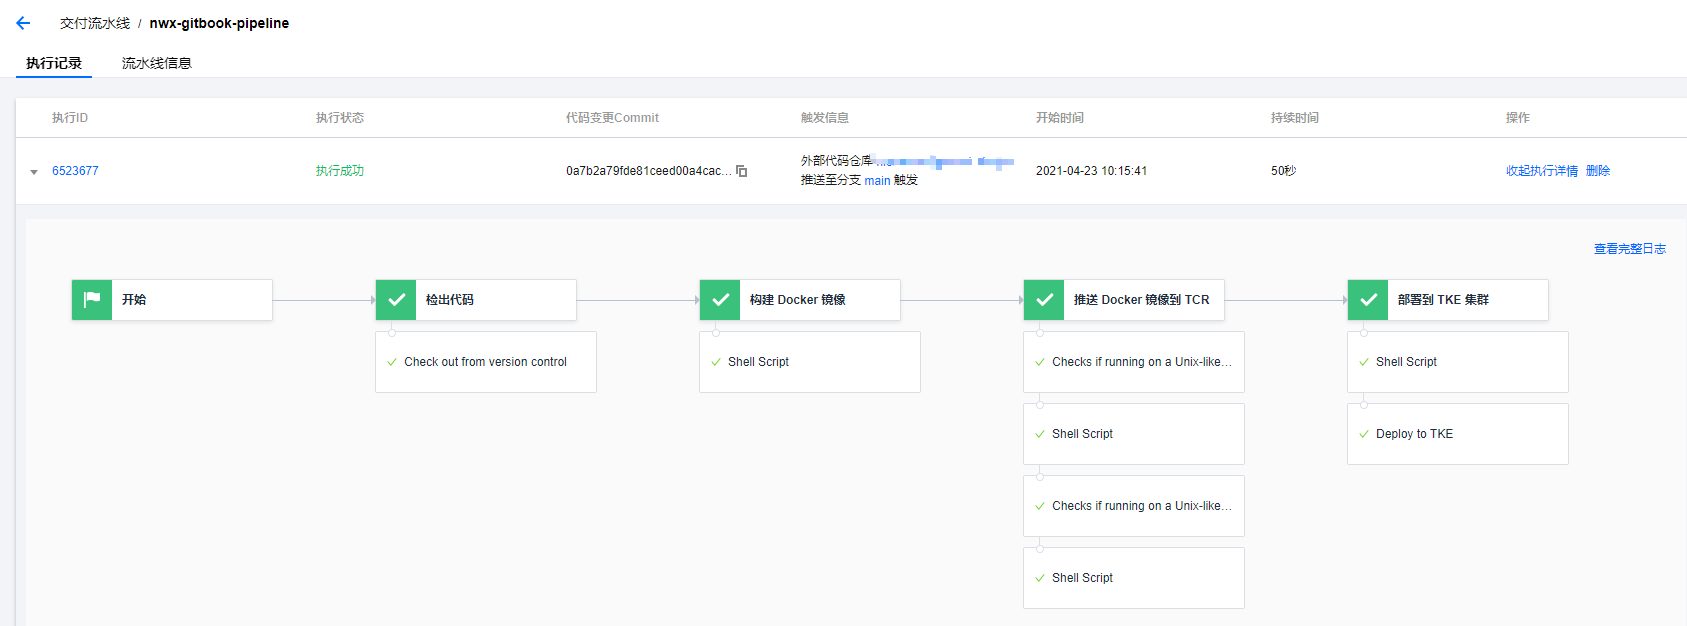 交付流水线 / nwx-gitbook-pipeline
执行记录 流水线信息
执行ID 执行状态 代码变更Commit 触发信息 开始时间 持续时间 操作
6523677 执行成功 0a7b2a79fde81ceed00a4cac... 外部代码仓库 2021-04-23 10:15:41 50秒 收起执行详情 删除
推送至分支 main 触发
查看完整日志
开始 检出代码 构建 Docker 镜像 推送 Docker 镜像到 TCR 部署到 TKE 集群
Check out from version control Shell Script Checks if running on a Unix-like... Shell Script
Shell Script Deploy to TKE
Checks if running on a Unix-like...
Shell Script